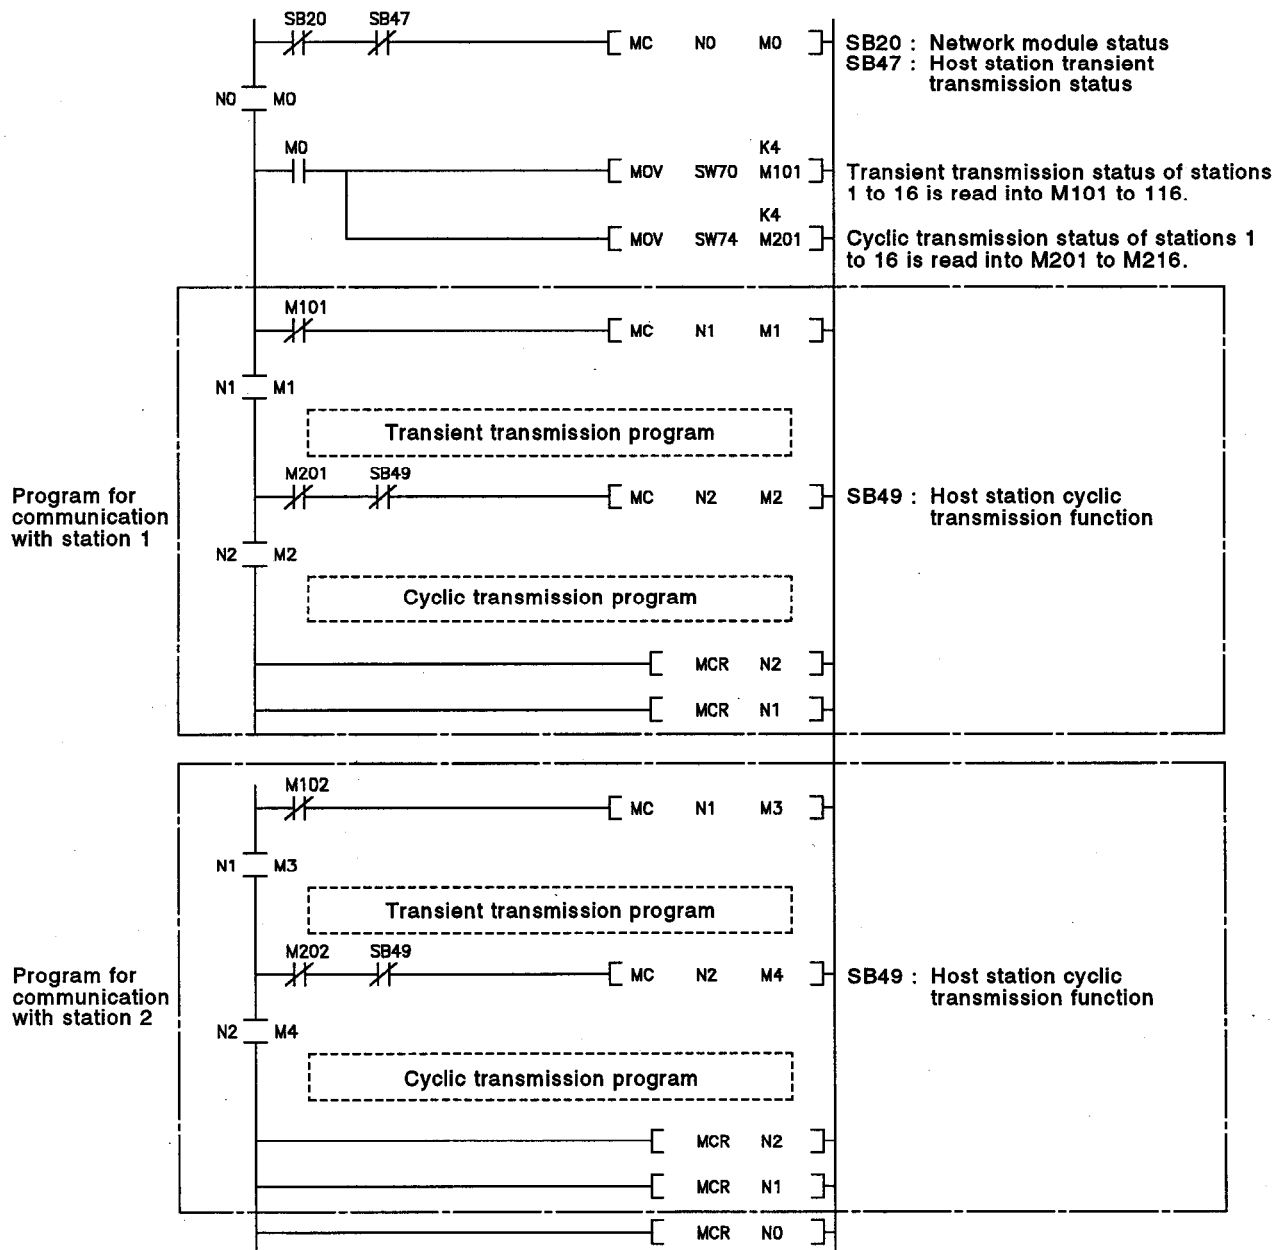 SB20 SB47
MC N0 M0
SB20 : Network module status
SB47 : Host station transient
transmission status
N0 M0
M0
K4
MOV SW70 M101
Transient transmission status of stations
1 to 16 is read into M101 to 116.
K4
MOV SW74 M201
Cyclic transmission status of stations 1
to 16 is read into M201 to M216.
M101
MC N1 M1
N1 M1
Transient transmission program
Program for
communication
with station 1
M201 SB49
MC N2 M2
SB49 : Host station cyclic
transmission function
N2 M2
Cyclic transmission program
MCR N2
MCR N1
M102
MC N1 M3
N1 M3
Transient transmission program
Program for
communication
with station 2
M202 SB49
MC N2 M4
SB49 : Host station cyclic
transmission function
N2 M4
Cyclic transmission program
MCR N2
MCR N1
MCR N0